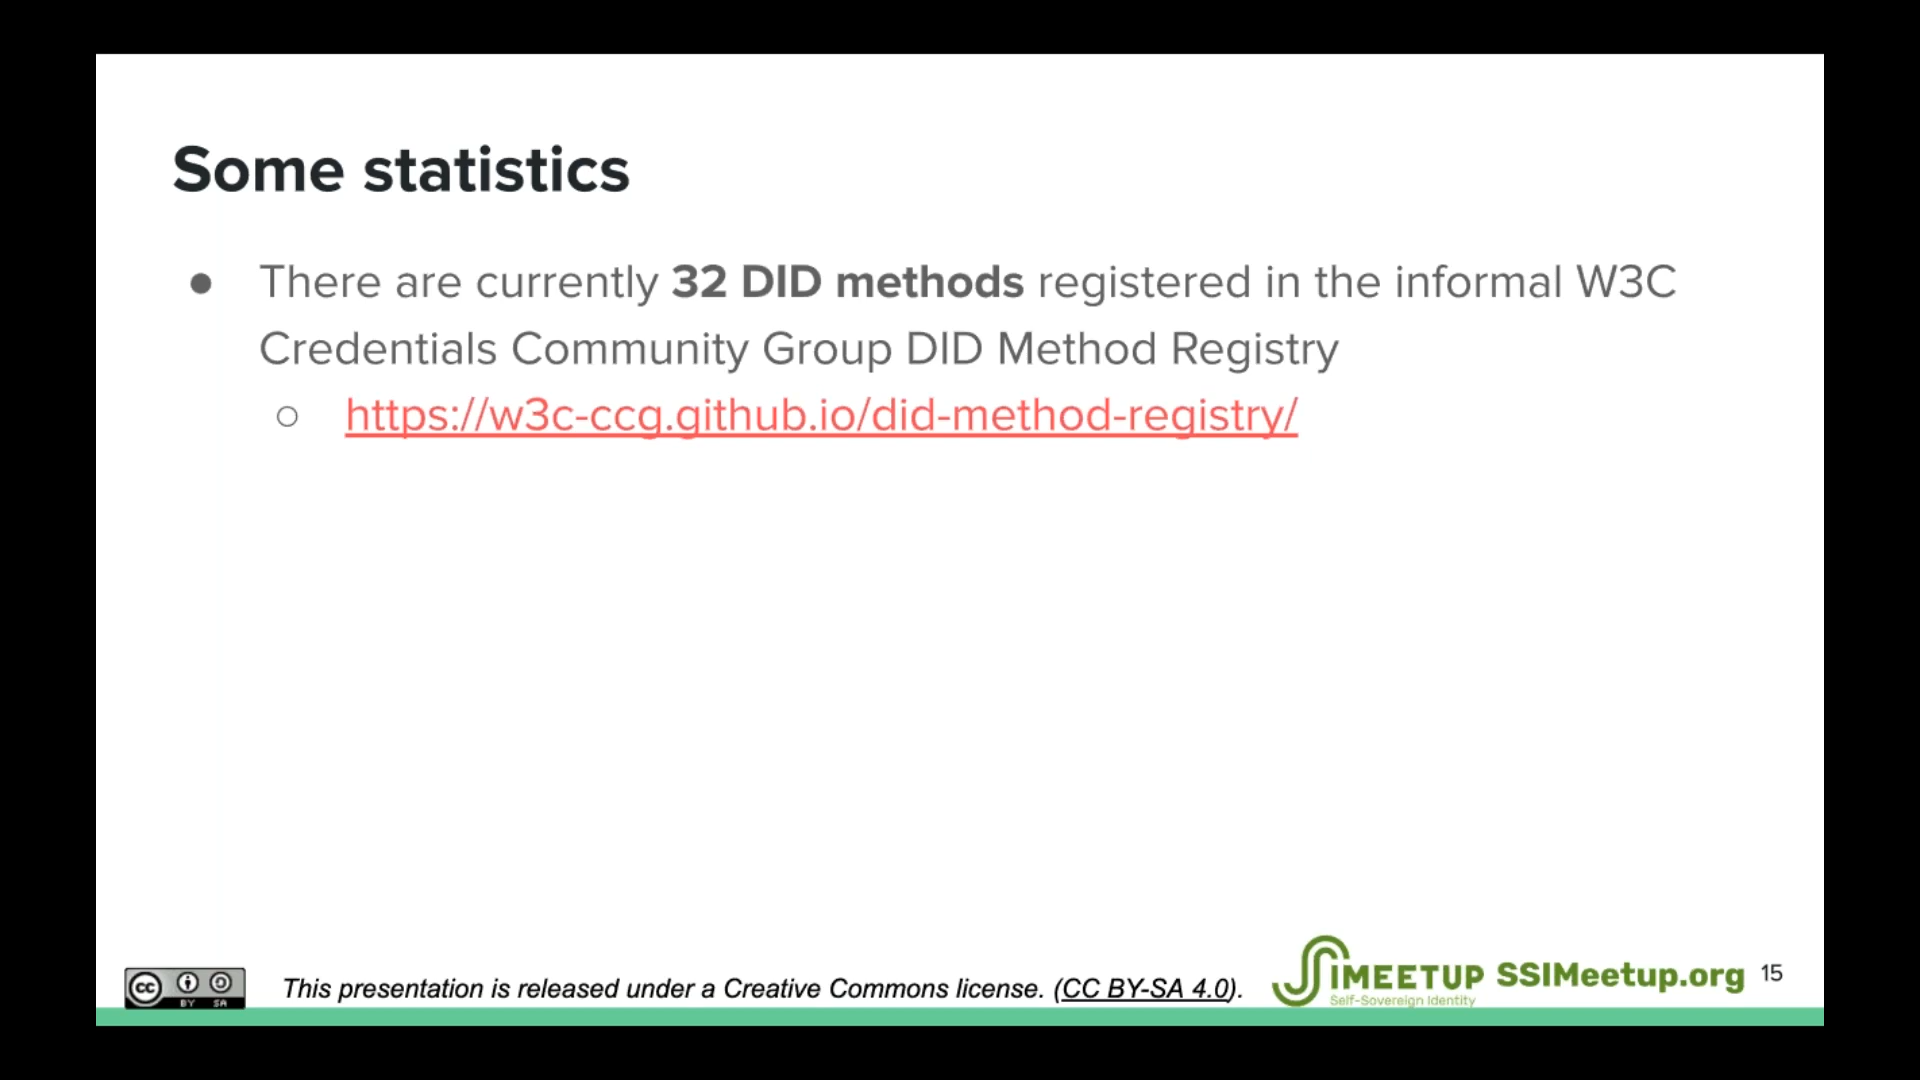 Some statistics
● There are currently 32 DID methods registered in the informal W3C
Credentials Community Group DID Method Registry
○ https://w3c-ccg.github.io/did-method-registry/
cc BY SA
This presentation is released under a Creative Commons license. (CC BY-SA 4.0).
SSIMEETUP
Self-Sovereign Identity
SSIMeetup.org
15